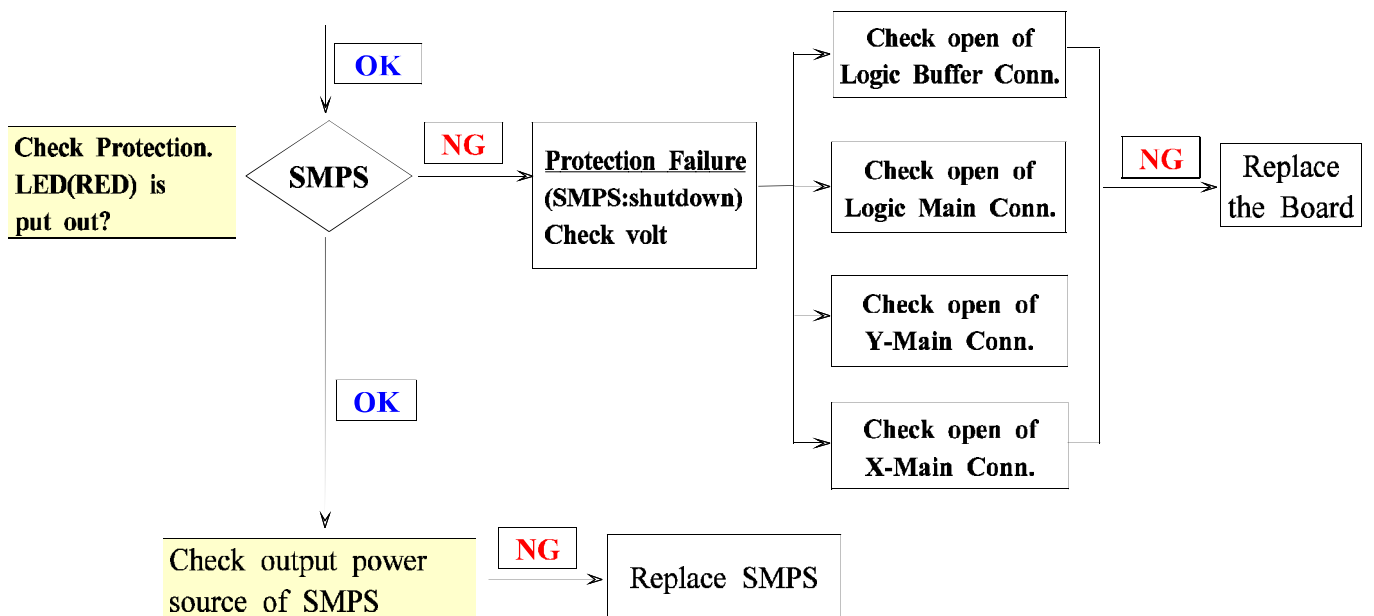 OK
Check Protection.
LED(RED) is
put out?
SMPS
NG
Protection Failure
(SMPS:shutdown)
Check volt
Check open of
Logic Buffer Conn.
Check open of
Logic Main Conn.
Check open of
Y-Main Conn.
Check open of
X-Main Conn.
NG
Replace
the Board
OK
Check output power
source of SMPS
NG
Replace SMPS